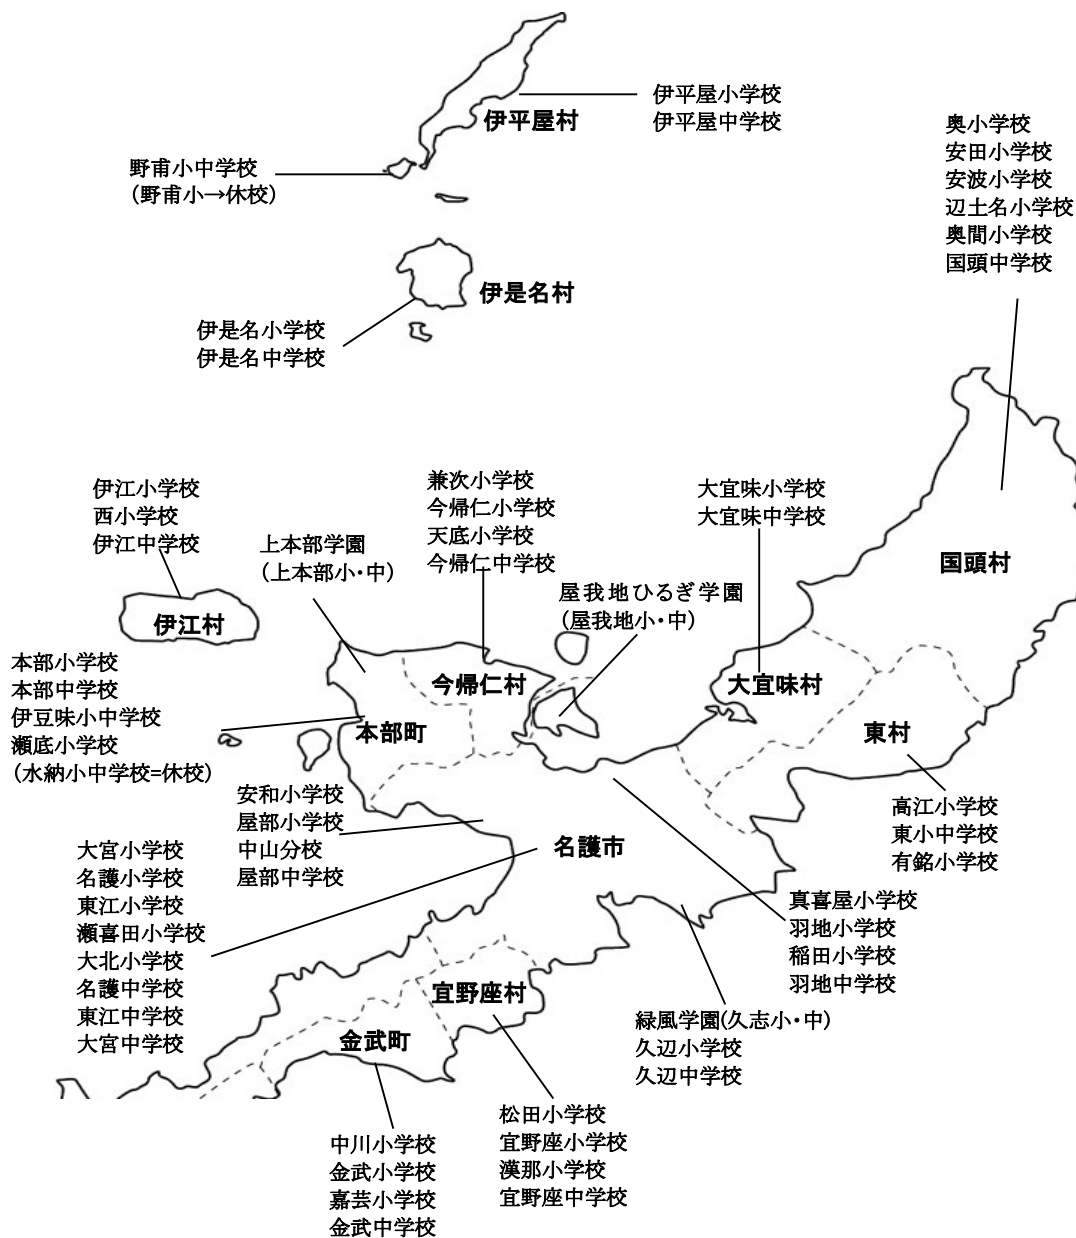 伊平屋小学校
伊平屋中学校
伊平屋村
野甫小中学校
(野甫小→休校)
伊是名村
伊是名小学校
伊是名中学校
奥小学校
安田小学校
安波小学校
辺土名小学校
奥間小学校
国頭中学校
国頭村
伊江小学校
西小学校
伊江中学校
伊江村
上本部学園
(上本部小・中)
兼次小学校
今帰仁小学校
天底小学校
今帰仁中学校
今帰仁村
屋我地ひるぎ学園
(屋我地小・中)
大宜味小学校
大宜味中学校
大宜味村
本部小学校
本部中学校
伊豆味小中学校
瀬底小学校
(水納小中学校=休校)
本部町
東村
高江小学校
東小中学校
有銘小学校
安和小学校
屋部小学校
中山分校
屋部中学校
名護市
大宮小学校
名護小学校
東江小学校
瀬喜田小学校
大北小学校
名護中学校
東江中学校
大宮中学校
真喜屋小学校
羽地小学校
稲田小学校
羽地中学校
緑風学園(久志小・中)
久辺小学校
久辺中学校
宜野座村
金武町
松田小学校
宜野座小学校
漢那小学校
宜野座中学校
中川小学校
金武小学校
嘉芸小学校
金武中学校